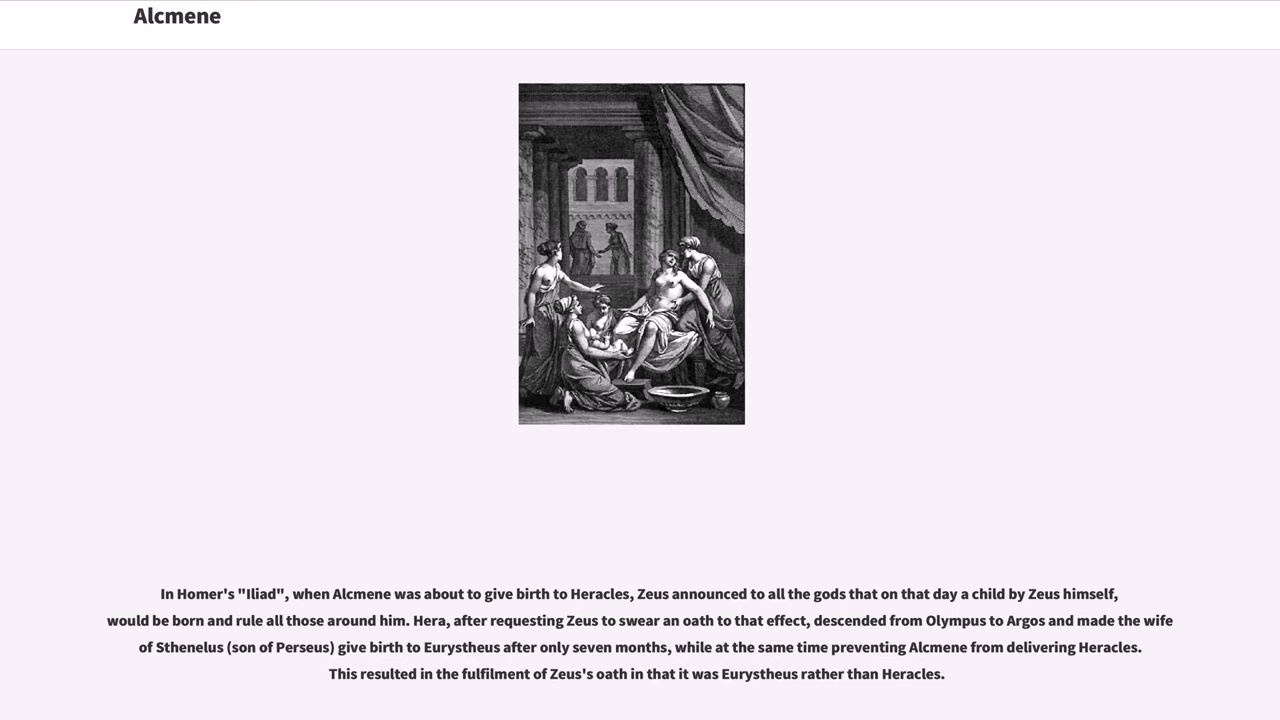 Alcmene
In Homer's "Iliad", when Alcmene was about to give birth to Heracles, Zeus announced to all the gods that on that day a child by Zeus himself,
would be born and rule all those around him. Hera, after requesting Zeus to swear an oath to that effect, descended from Olympus to Argos and made the wife
of Sthenelus (son of Perseus) give birth to Eurystheus after only seven months, while at the same time preventing Alcmene from delivering Heracles.
This resulted in the fulfilment of Zeus's oath in that it was Eurystheus rather than Heracles.